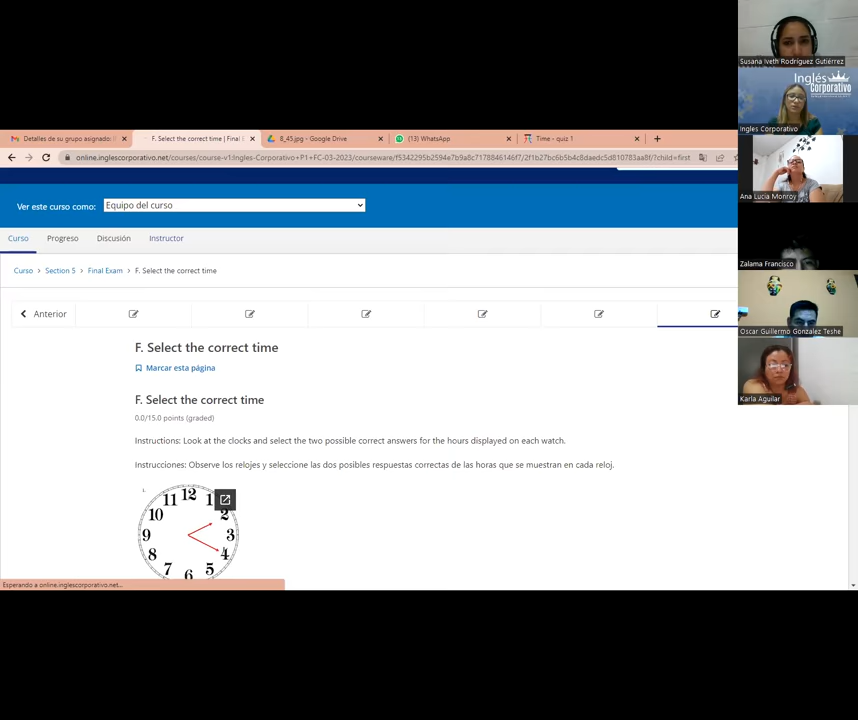 Detalles de su grupo asignado: (I
F. Select the correct time | Final E
8_45.jpg - Google Drive
(13) WhatsApp
Time - quiz 1
online.inglescorporativo.net/courses/course-v1:Ingles-Corporativo+P1+FC-03-2023/courseware/f5342295b2594e7b9a8c7178846146f7/2f1b27bc6b5b4c8daedc5d810783aa8f/?child=first
Ver este curso como:
Equipo del curso
Curso
Progreso
Discusión
Instructor
Curso > Section 5 > Final Exam > F. Select the correct time
Anterior
F. Select the correct time
Marcar esta página
F. Select the correct time
0.0/15.0 points (graded)
Instructions: Look at the clocks and select the two possible correct answers for the hours displayed on each watch.
Instrucciones: Observe los relojes y seleccione las dos posibles respuestas correctas de las horas que se muestran en cada reloj.
11 12 1
10 2
9 3
8 4
7 6 5
Esperando a online.inglescorporativo.net...
Susana Iveth Rodríguez Gutiérrez
Inglés
Corporativo
Ingles Corporativo
Ana Lucia Monroy
Zalama Francisco
Oscar Guillermo Gonzalez Teshe
Karla Aguilar